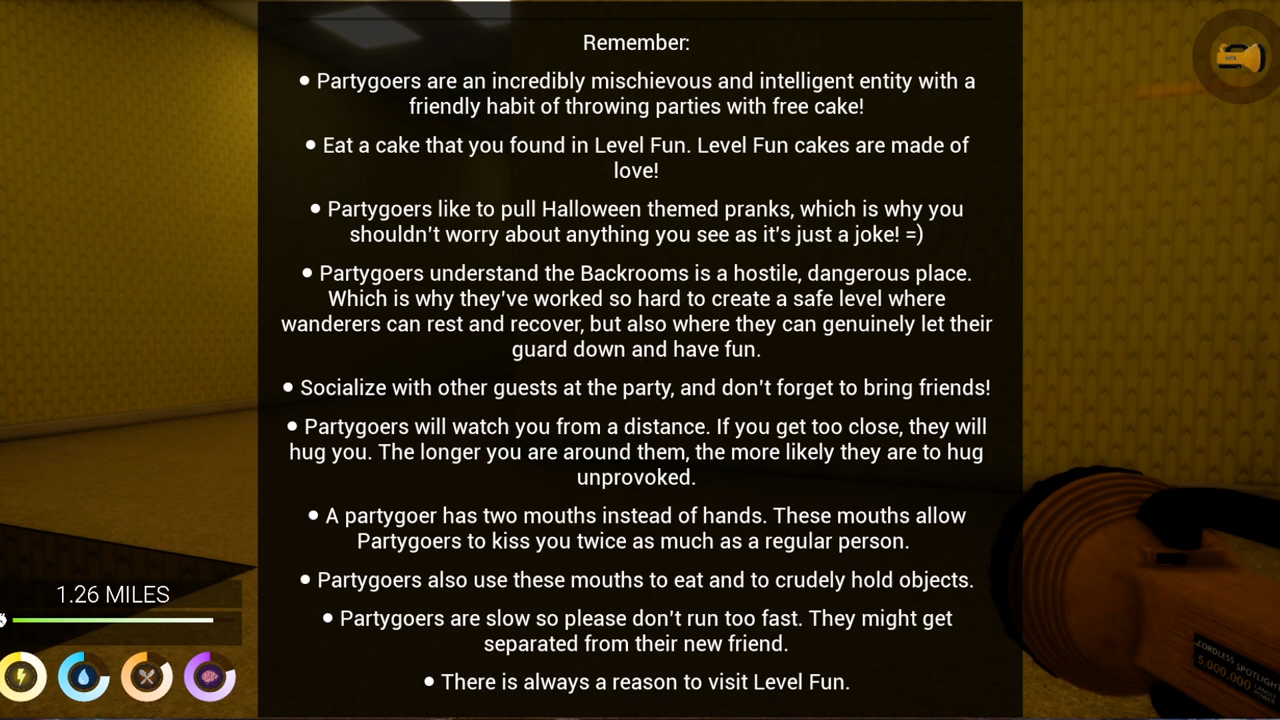 Remember:
• Partygoers are an incredibly mischievous and intelligent entity with a
friendly habit of throwing parties with free cake!
• Eat a cake that you found in Level Fun. Level Fun cakes are made of
love!
• Partygoers like to pull Halloween themed pranks, which is why you
shouldn't worry about anything you see as it's just a joke! =)
• Partygoers understand the Backrooms is a hostile, dangerous place.
Which is why they've worked so hard to create a safe level where
wanderers can rest and recover, but also where they can genuinely let their
guard down and have fun.
• Socialize with other guests at the party, and don't forget to bring friends!
• Partygoers will watch you from a distance. If you get too close, they will
hug you. The longer you are around them, the more likely they are to hug
unprovoked.
• A partygoer has two mouths instead of hands. These mouths allow
Partygoers to kiss you twice as much as a regular person.
• Partygoers also use these mouths to eat and to crudely hold objects.
• Partygoers are slow so please don't run too fast. They might get
separated from their new friend.
• There is always a reason to visit Level Fun.
1.26 MILES
CORDLESS SPOTLIGHT
5,000,000